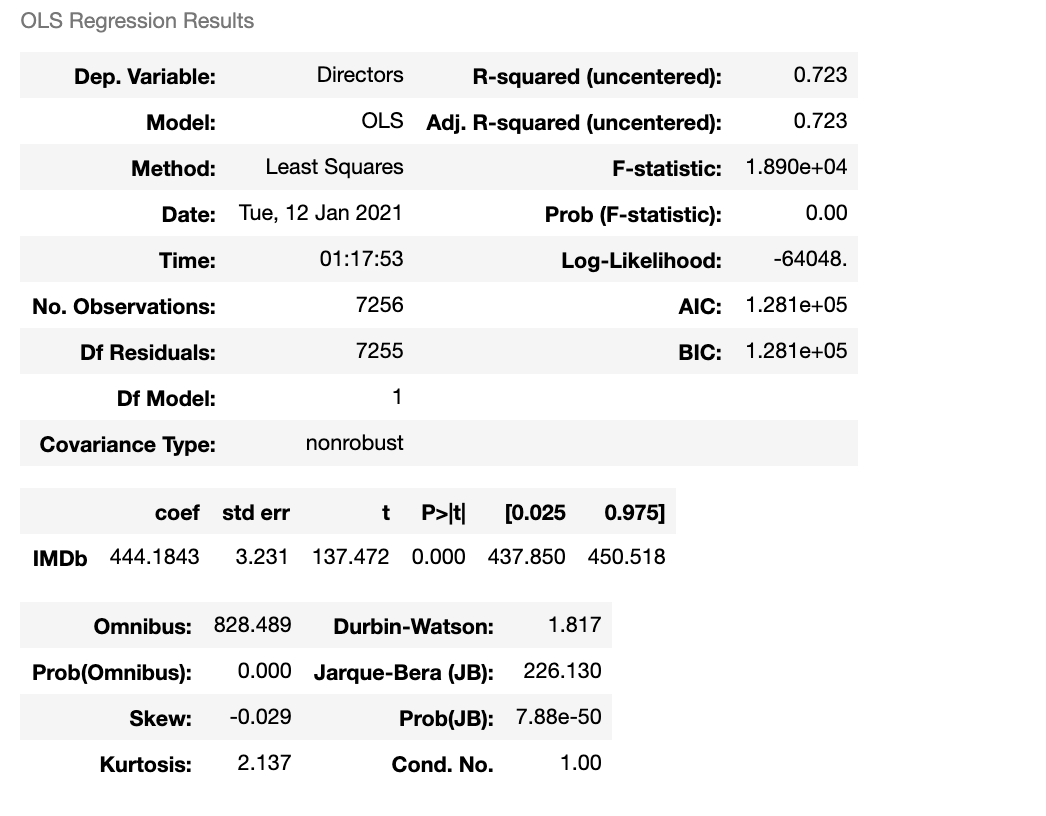 OLS Regression Results
Dep. Variable: Directors R-squared (uncentered): 0.723
Model: OLS Adj. R-squared (uncentered): 0.723
Method: Least Squares F-statistic: 1.890e+04
Date: Tue, 12 Jan 2021 Prob (F-statistic): 0.00
Time: 01:17:53 Log-Likelihood: -64048.
No. Observations: 7256 AIC: 1.281e+05
Df Residuals: 7255 BIC: 1.281e+05
Df Model: 1
Covariance Type: nonrobust
coef std err t P>|t| [0.025 0.975]
IMDb 444.1843 3.231 137.472 0.000 437.850 450.518
Omnibus: 828.489 Durbin-Watson: 1.817
Prob(Omnibus): 0.000 Jarque-Bera (JB): 226.130
Skew: -0.029 Prob(JB): 7.88e-50
Kurtosis: 2.137 Cond. No. 1.00